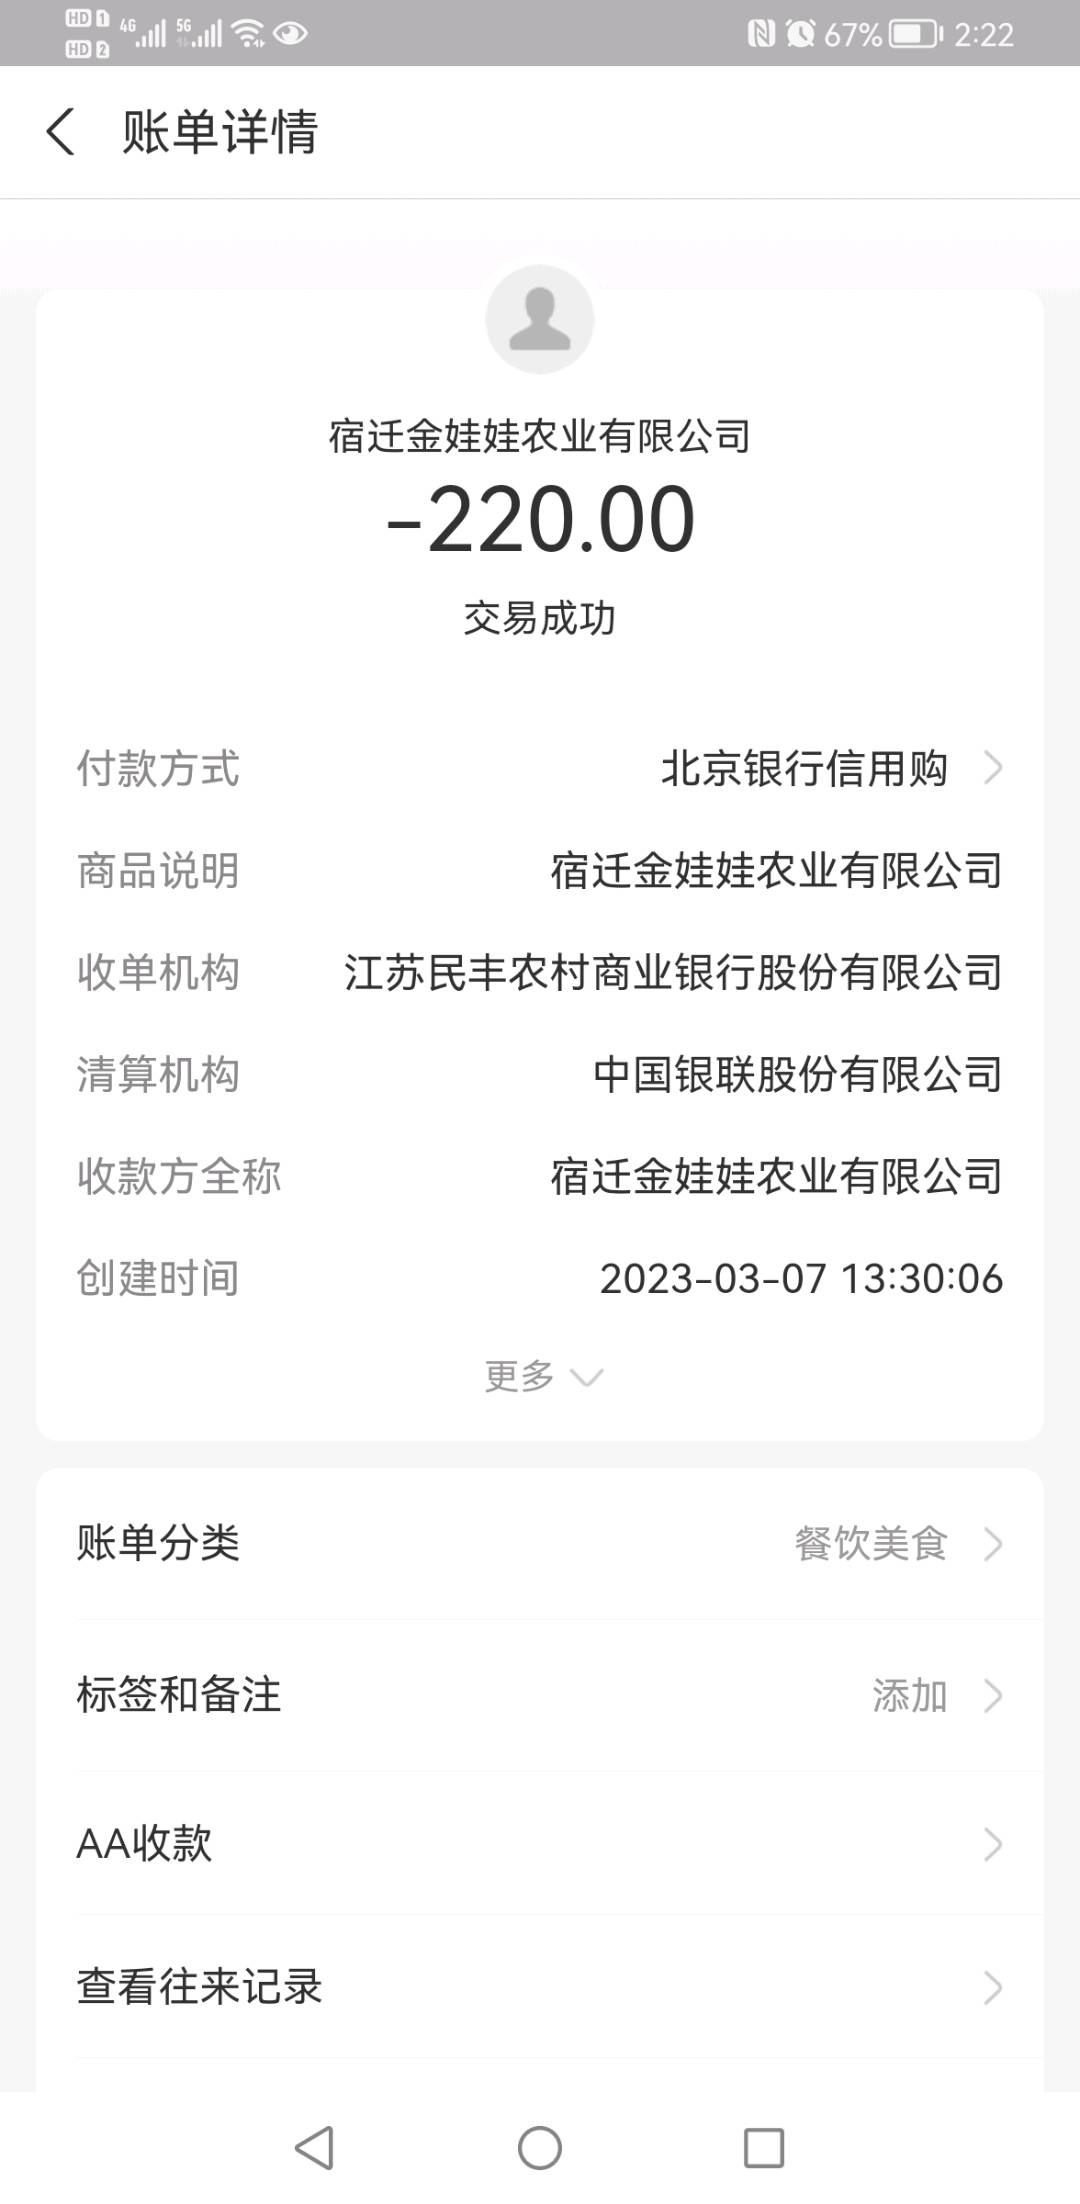 HD 1 4G 5G 67% 2:22
HD 2
账单详情
宿迁金娃娃农业有限公司
-220.00
交易成功
付款方式 北京银行信用购
商品说明 宿迁金娃娃农业有限公司
收单机构 江苏民丰农村商业银行股份有限公司
清算机构 中国银联股份有限公司
收款方全称 宿迁金娃娃农业有限公司
创建时间 2023-03-07 13:30:06
更多
账单分类 餐饮美食
标签和备注 添加
AA收款
查看往来记录